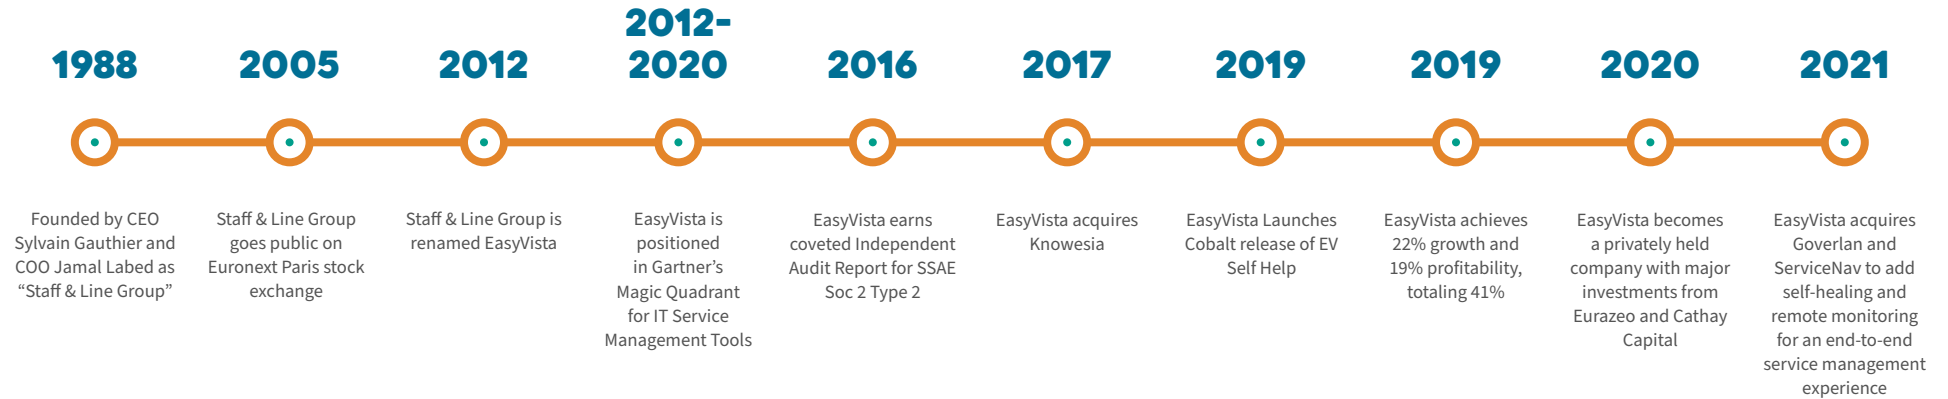 1988
Founded by CEO
Sylvain Gauthier and
COO Jamal Labed as
“Staff & Line Group”
2005
Staff & Line Group
goes public on
Euronext Paris stock
exchange
2012
Staff & Line Group is
renamed EasyVista
2012-
2020
EasyVista is
positioned
in Gartner’s
Magic Quadrant
for IT Service
Management Tools
2016
EasyVista earns
coveted Independent
Audit Report for SSAE
Soc 2 Type 2
2017
EasyVista acquires
Knowesia
2019
EasyVista Launches
Cobalt release of EV
Self Help
2019
EasyVista achieves
22% growth and
19% profitability,
totaling 41%
2020
EasyVista becomes
a privately held
company with major
investments from
Eurazeo and Cathay
Capital
2021
EasyVista acquires
Goverlan and
ServiceNav to add
self-healing and
remote monitoring
for an end-to-end
service management
experience